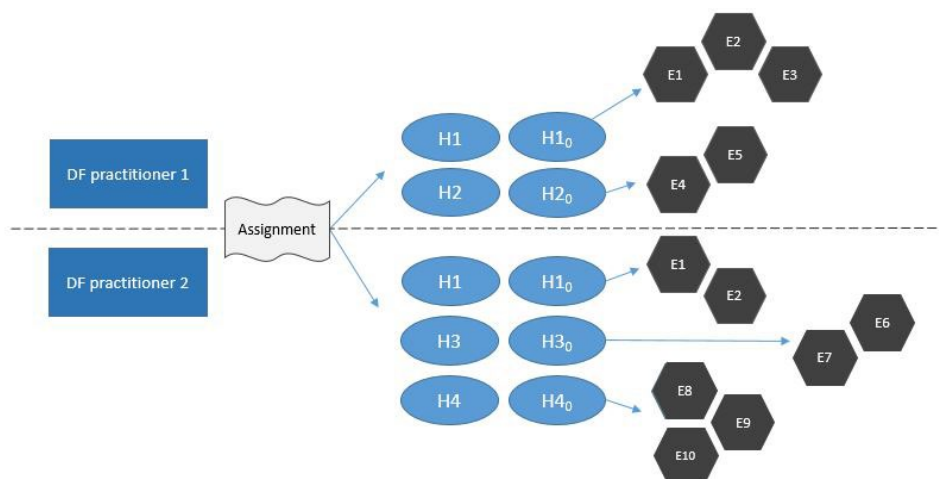 E2
E1
E3
DF practitioner 1
H1
H1₀
E5
H2
H2₀
E4
Assignment
DF practitioner 2
H1
H1₀
E1
E2
H3
H3₀
E6
E7
H4
H4₀
E8
E9
E10